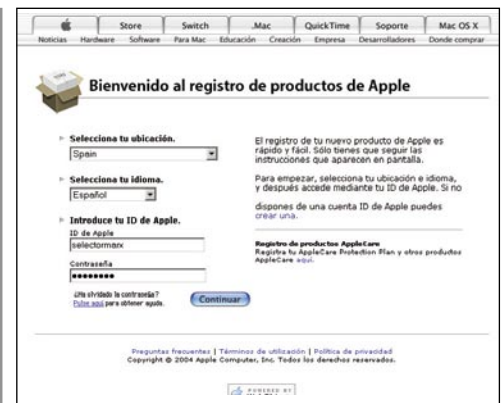 Store Switch .Mac QuickTime Soporte Mac OS X
Noticias Hardware Software Para Mac Educación Creación Empresa Desarrolladores Donde comprar
Bienvenido al registro de productos de Apple
Selecciona tu ubicación.
Spain
Selecciona tu idioma.
Español
Introduce tu ID de Apple.
ID de Apple
selectormarx
Contraseña
¿Ha olvidado la contraseña?
Pulse aquí para obtener ayuda.
Continuar
El registro de tu nuevo producto de Apple es
rápido y fácil. Sólo tienes que seguir las
instrucciones que aparecen en pantalla.
Para empezar, selecciona tu ubicación e idioma,
y después accede mediante tu ID de Apple. Si no
dispones de una cuenta ID de Apple puedes
crear una.
Registro de productos AppleCare
Registra tu AppleCare Protection Plan y otros productos
AppleCare aquí.
Preguntas frecuentes | Términos de utilización | Política de privacidad
Copyright © 2004 Apple Computer, Inc. Todos los derechos reservados.
POWERED BY